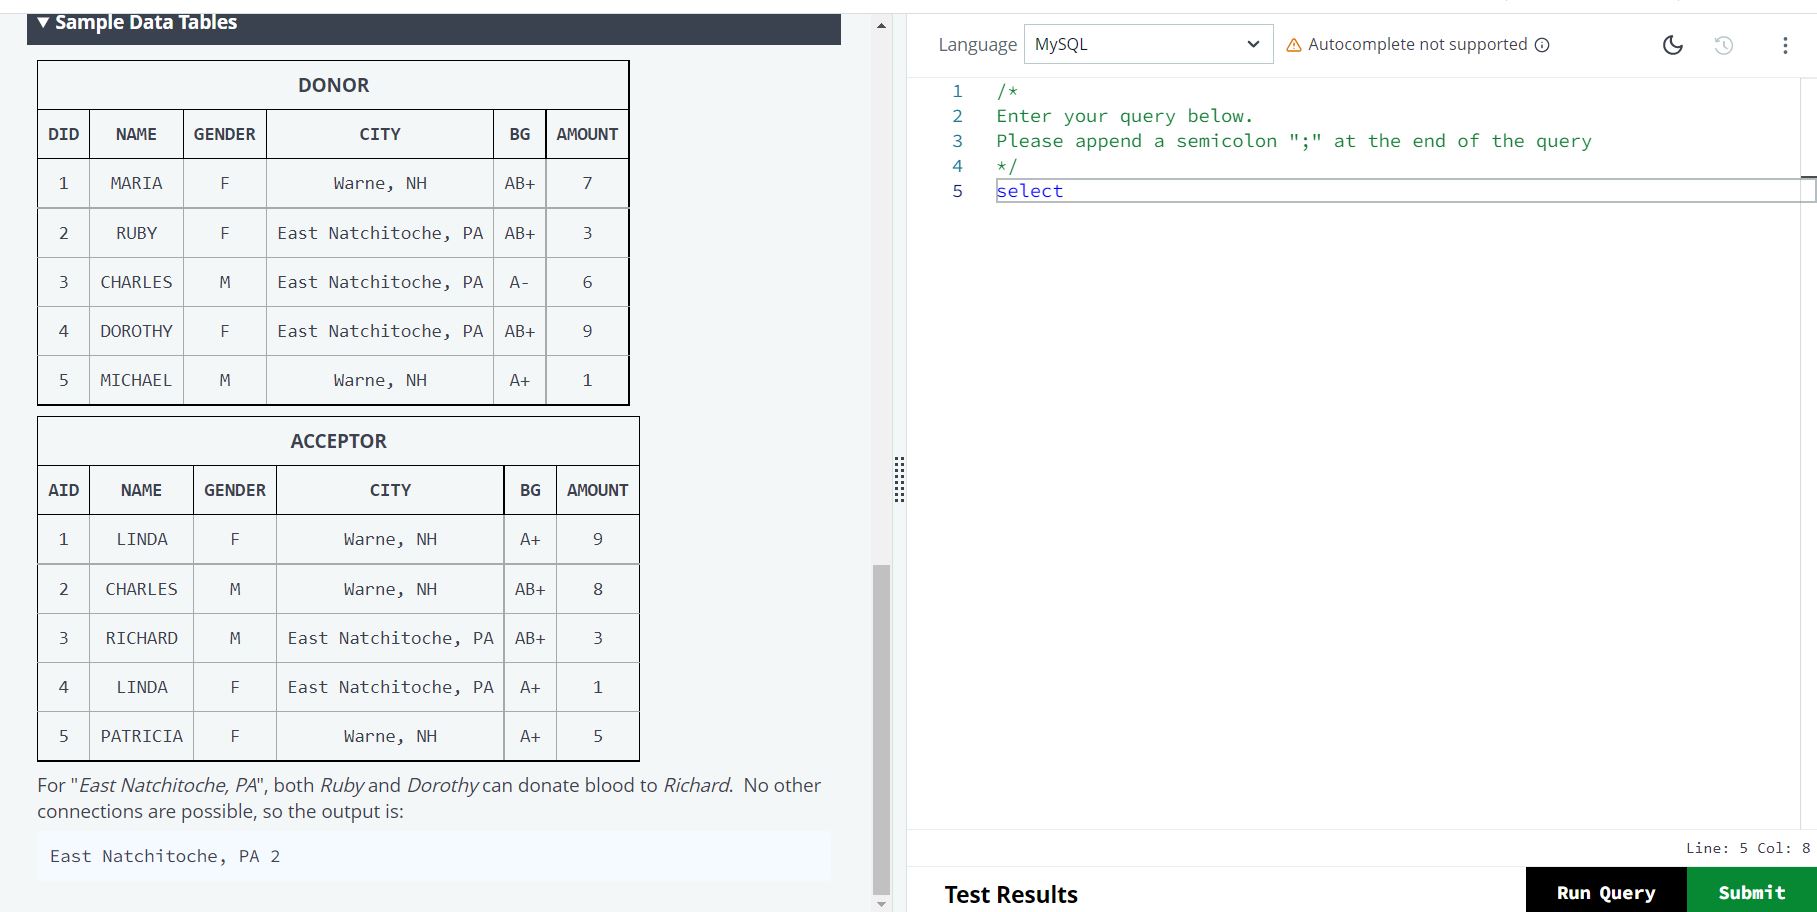 ▼ Sample Data Tables
DONOR
DID NAME GENDER CITY BG AMOUNT
1 MARIA F Warne, NH AB+ 7
2 RUBY F East Natchitoche, PA AB+ 3
3 CHARLES M East Natchitoche, PA A- 6
4 DOROTHY F East Natchitoche, PA AB+ 9
5 MICHAEL M Warne, NH A+ 1
ACCEPTOR
AID NAME GENDER CITY BG AMOUNT
1 LINDA F Warne, NH A+ 9
2 CHARLES M Warne, NH AB+ 8
3 RICHARD M East Natchitoche, PA AB+ 3
4 LINDA F East Natchitoche, PA A+ 1
5 PATRICIA F Warne, NH A+ 5
For "East Natchitoche, PA", both Ruby and Dorothy can donate blood to Richard. No other
connections are possible, so the output is:
East Natchitoche, PA 2
Language MySQL Autocomplete not supported
1 /*
2 Enter your query below.
3 Please append a semicolon ";" at the end of the query
4 */
5 select
Line: 5 Col: 8
Test Results
Run Query Submit